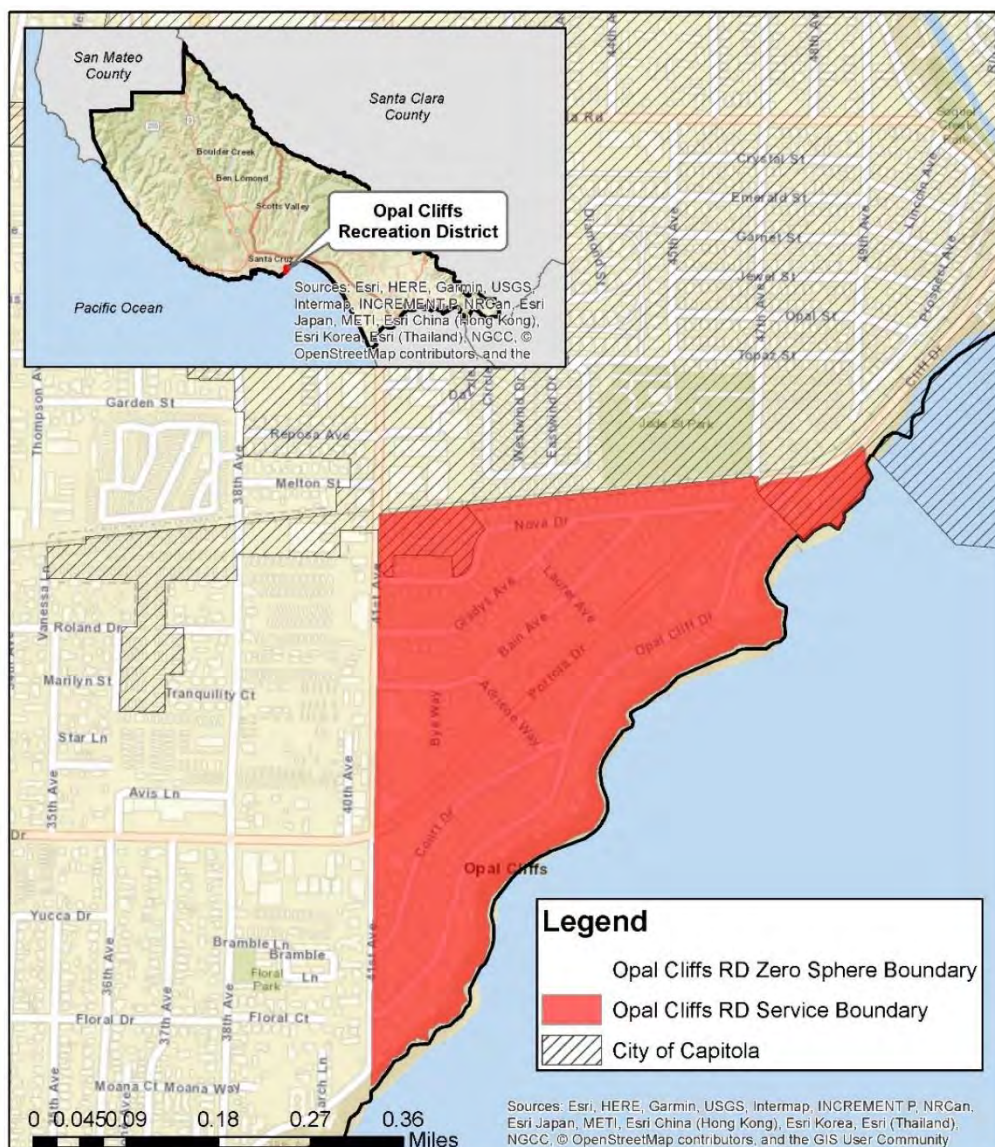 San Mateo
County
Santa Clara
County
Boulder Creek
Ben Lomond
Scotts Valley
Opal Cliffs
Recreation District
Santa Cruz
Pacific Ocean
Sources: Esri, HERE, Garmin, USGS,
Intermap, INCREMENT P, NRCan, Esri
Japan, METI, Esri China (Hong Kong),
Esri Korea, Esri (Thailand), NGCC, ©
OpenStreetMap contributors, and the
44th Ave
48th Ave
Crystal St
Emerald St
Garnet St
Jewel St
Opal St
Topaz St
Diamond St
45th Ave
47th Ave
49th Ave
Lincoln Ave
Prospect Ave
Cliff Dr
Soquel
Creek
Thompson Ave
Garden St
38th Ave
Reposa Ave
Melton St
Westwind Dr
Eastwind Dr
Jade St Park
41st Ave
Nova Dr
Gladys Ave
Laurel Ave
Bain Ave
Portola Dr
Opal Cliff Dr
Vanessa Ln
Roland Dr
Marilyn St
Tranquility Ct
Bye Way
Star Ln
40th Ave
Avis Ln
35th Ave
Dr
Court Dr
Opal Cliffs
Yucca Dr
36th Ave
37th Ave
38th Ave
41st Ave
Bramble Ln
Bramble
Ln
Floral
Park
Floral Dr
Floral Ct
Moana Ct
Moana Way
Legend
Opal Cliffs RD Zero Sphere Boundary
Opal Cliffs RD Service Boundary
City of Capitola
0 0.045 0.09 0.18 0.27 0.36
Miles
Sources: Esri, HERE, Garmin, USGS, Intermap, INCREMENT P, NRCan,
Esri Japan, METI, Esri China (Hong Kong), Esri Korea, Esri (Thailand),
NGCC, © OpenStreetMap contributors, and the GIS User Community